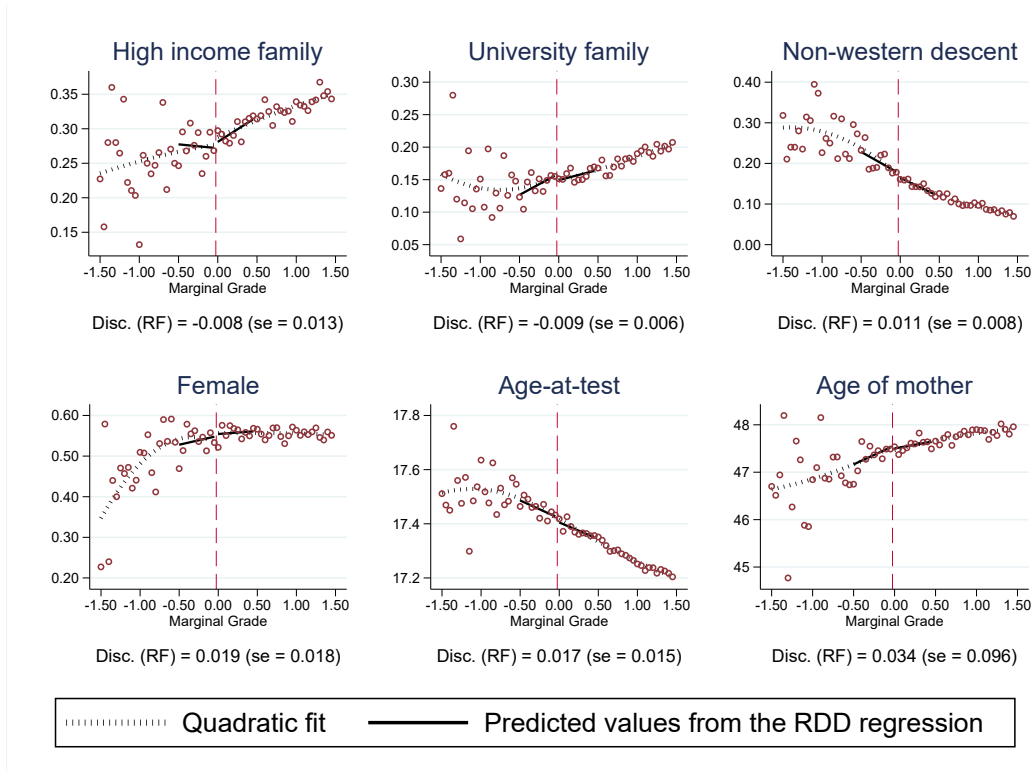 High income family
0.35
0.30
0.25
0.20
0.15
-1.50 -1.00 -0.50 0.00 0.50 1.00 1.50
Marginal Grade
Disc. (RF) = -0.008 (se = 0.013)
University family
0.30
0.25
0.20
0.15
0.10
0.05
-1.50 -1.00 -0.50 0.00 0.50 1.00 1.50
Marginal Grade
Disc. (RF) = -0.009 (se = 0.006)
Non-western descent
0.40
0.30
0.20
0.10
0.00
-1.50 -1.00 -0.50 0.00 0.50 1.00 1.50
Marginal Grade
Disc. (RF) = 0.011 (se = 0.008)
Female
0.60
0.50
0.40
0.30
0.20
-1.50 -1.00 -0.50 0.00 0.50 1.00 1.50
Marginal Grade
Disc. (RF) = 0.019 (se = 0.018)
Age-at-test
17.8
17.6
17.4
17.2
-1.50 -1.00 -0.50 0.00 0.50 1.00 1.50
Marginal Grade
Disc. (RF) = 0.017 (se = 0.015)
Age of mother
48
47
46
45
-1.50 -1.00 -0.50 0.00 0.50 1.00 1.50
Marginal Grade
Disc. (RF) = 0.034 (se = 0.096)
Quadratic fit
Predicted values from the RDD regression